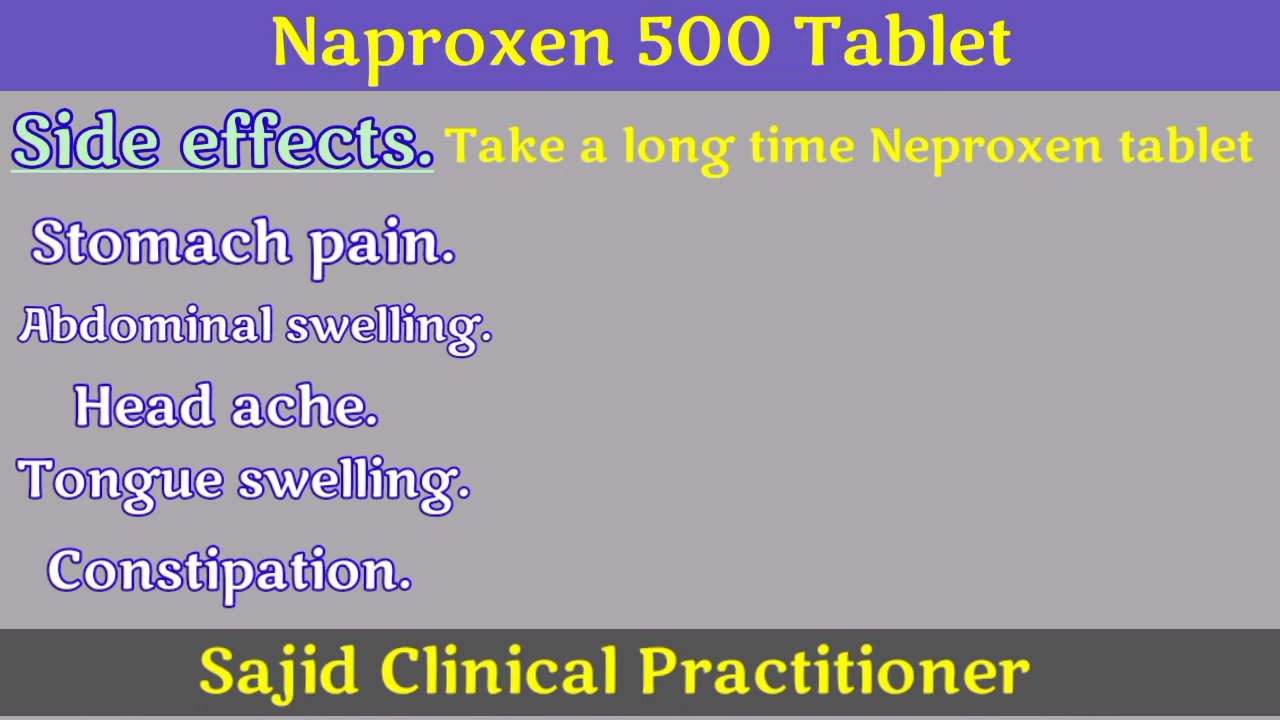 Naproxen 500 Tablet
Side effects. Take a long time Neproxen tablet
Stomach pain.
Abdominal swelling.
Head ache.
Tongue swelling.
Constipation.
Sajid Clinical Practitioner